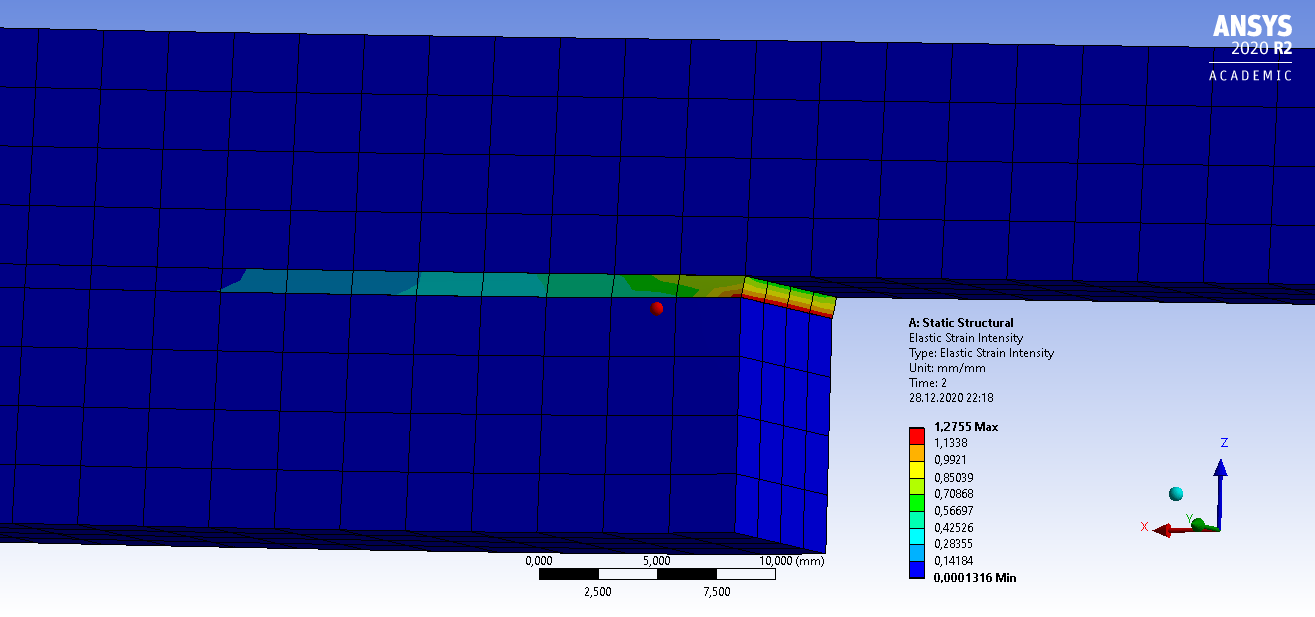 ANSYS
2020 R2
ACADEMIC
A: Static Structural
Elastic Strain Intensity
Type: Elastic Strain Intensity
Unit: mm/mm
Time: 2
28.12.2020 22:18
1,2755 Max
1,1338
0,9921
0,85039
0,70868
0,56697
0,42526
0,28355
0,14184
0,0001316 Min
0,000 5,000 10,000 (mm)
2,500 7,500
Z
Y
X